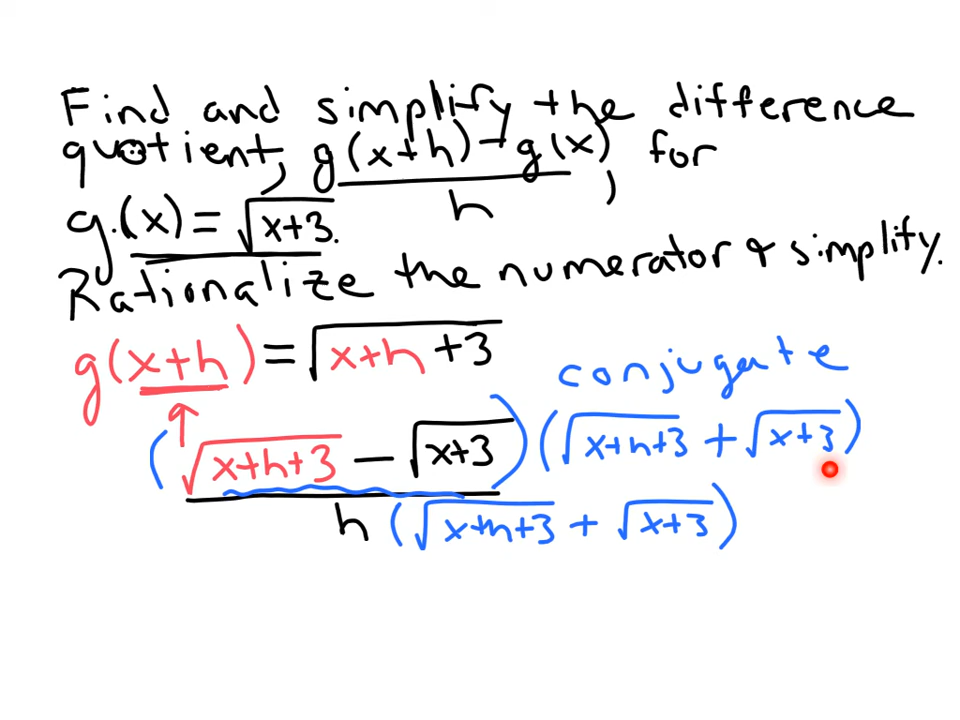 Find and simplify the difference
quotient, g(x+h)-g(x), for
h
g.(x) = √x+3.
Rationalize the numerator & simplify.
g(x+h) = √x+h+3
conjugate
(√x+h+3 - √x+3)(√x+h+3 + √x+3)
h(√x+h+3 + √x+3)